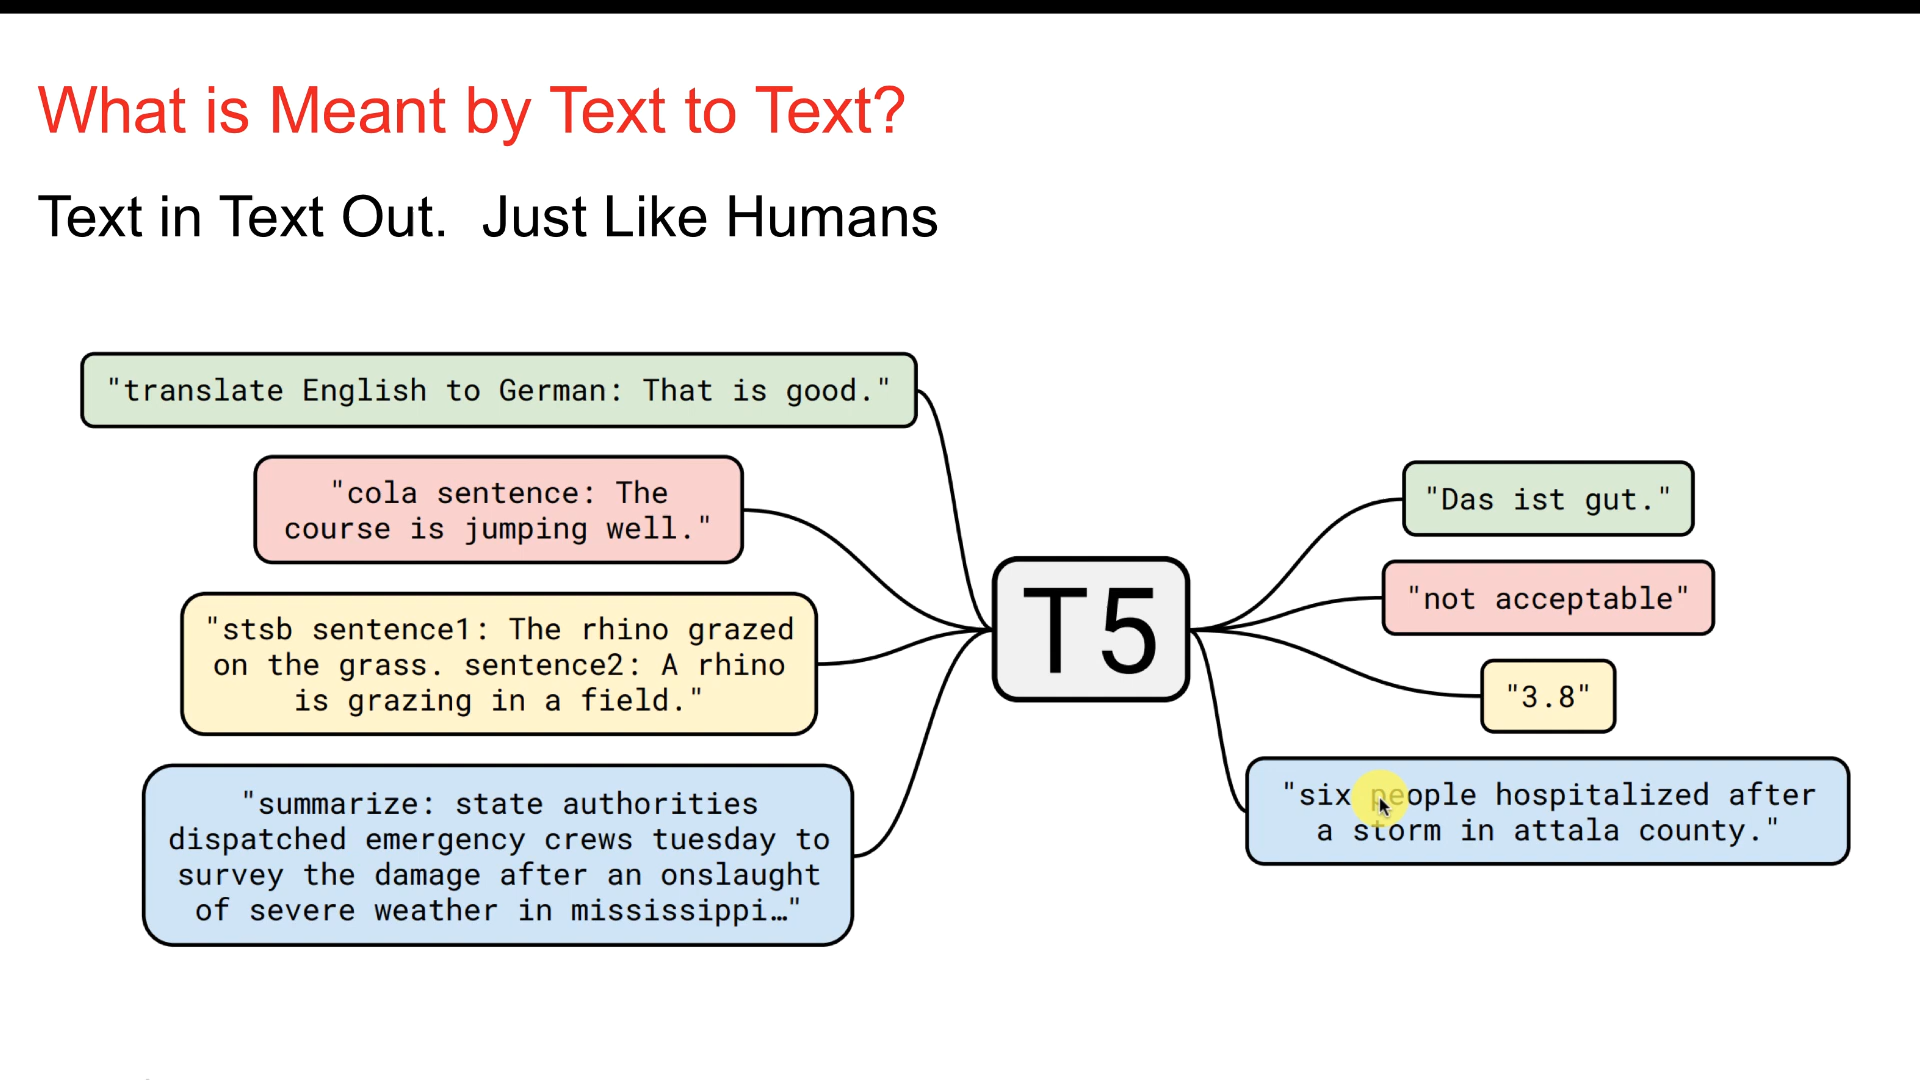 What is Meant by Text to Text?
Text in Text Out.  Just Like Humans
"translate English to German: That is good."
"cola sentence: The
course is jumping well."
"stsb sentence1: The rhino grazed
on the grass. sentence2: A rhino
is grazing in a field."
"summarize: state authorities
dispatched emergency crews tuesday to
survey the damage after an onslaught
of severe weather in mississippi…"
T5
"Das ist gut."
"not acceptable"
"3.8"
"six people hospitalized after
a storm in attala county."